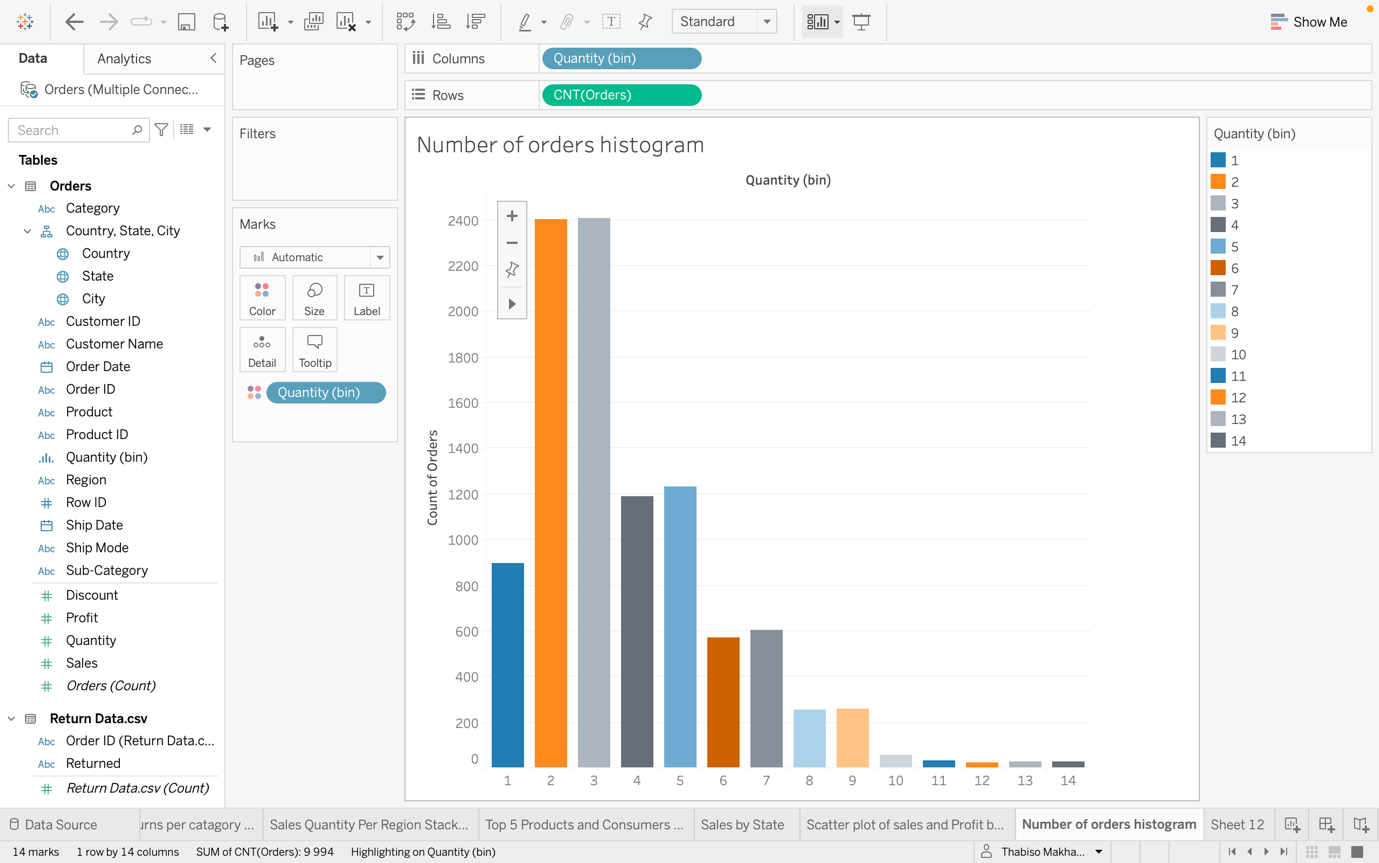 Standard
Show Me
Data
Analytics
Orders (Multiple Connec...
Search
Tables
Orders
Abc Category
Country, State, City
Country
State
City
Abc Customer ID
Abc Customer Name
Order Date
Abc Order ID
Abc Product
Abc Product ID
Quantity (bin)
Abc Region
Row ID
Ship Date
Abc Ship Mode
Abc Sub-Category
Discount
Profit
Quantity
Sales
Orders (Count)
Return Data.csv
Abc Order ID (Return Data.c...
Abc Returned
Return Data.csv (Count)
Pages
Filters
Marks
Automatic
Color
Size
Label
Detail
Tooltip
Quantity (bin)
Columns
Quantity (bin)
Rows
CNT(Orders)
Number of orders histogram
Quantity (bin)
Count of Orders
2400
2200
2000
1800
1600
1400
1200
1000
800
600
400
200
0
1 2 3 4 5 6 7 8 9 10 11 12 13 14
Quantity (bin)
1
2
3
4
5
6
7
8
9
10
11
12
13
14
Data Source
urns per catagory ...
Sales Quantity Per Region Stack...
Top 5 Products and Consumers ...
Sales by State
Scatter plot of sales and Profit b...
Number of orders histogram
Sheet 12
14 marks
1 row by 14 columns
SUM of CNT(Orders): 9 994
Highlighting on Quantity (bin)
Thabiso Makha...